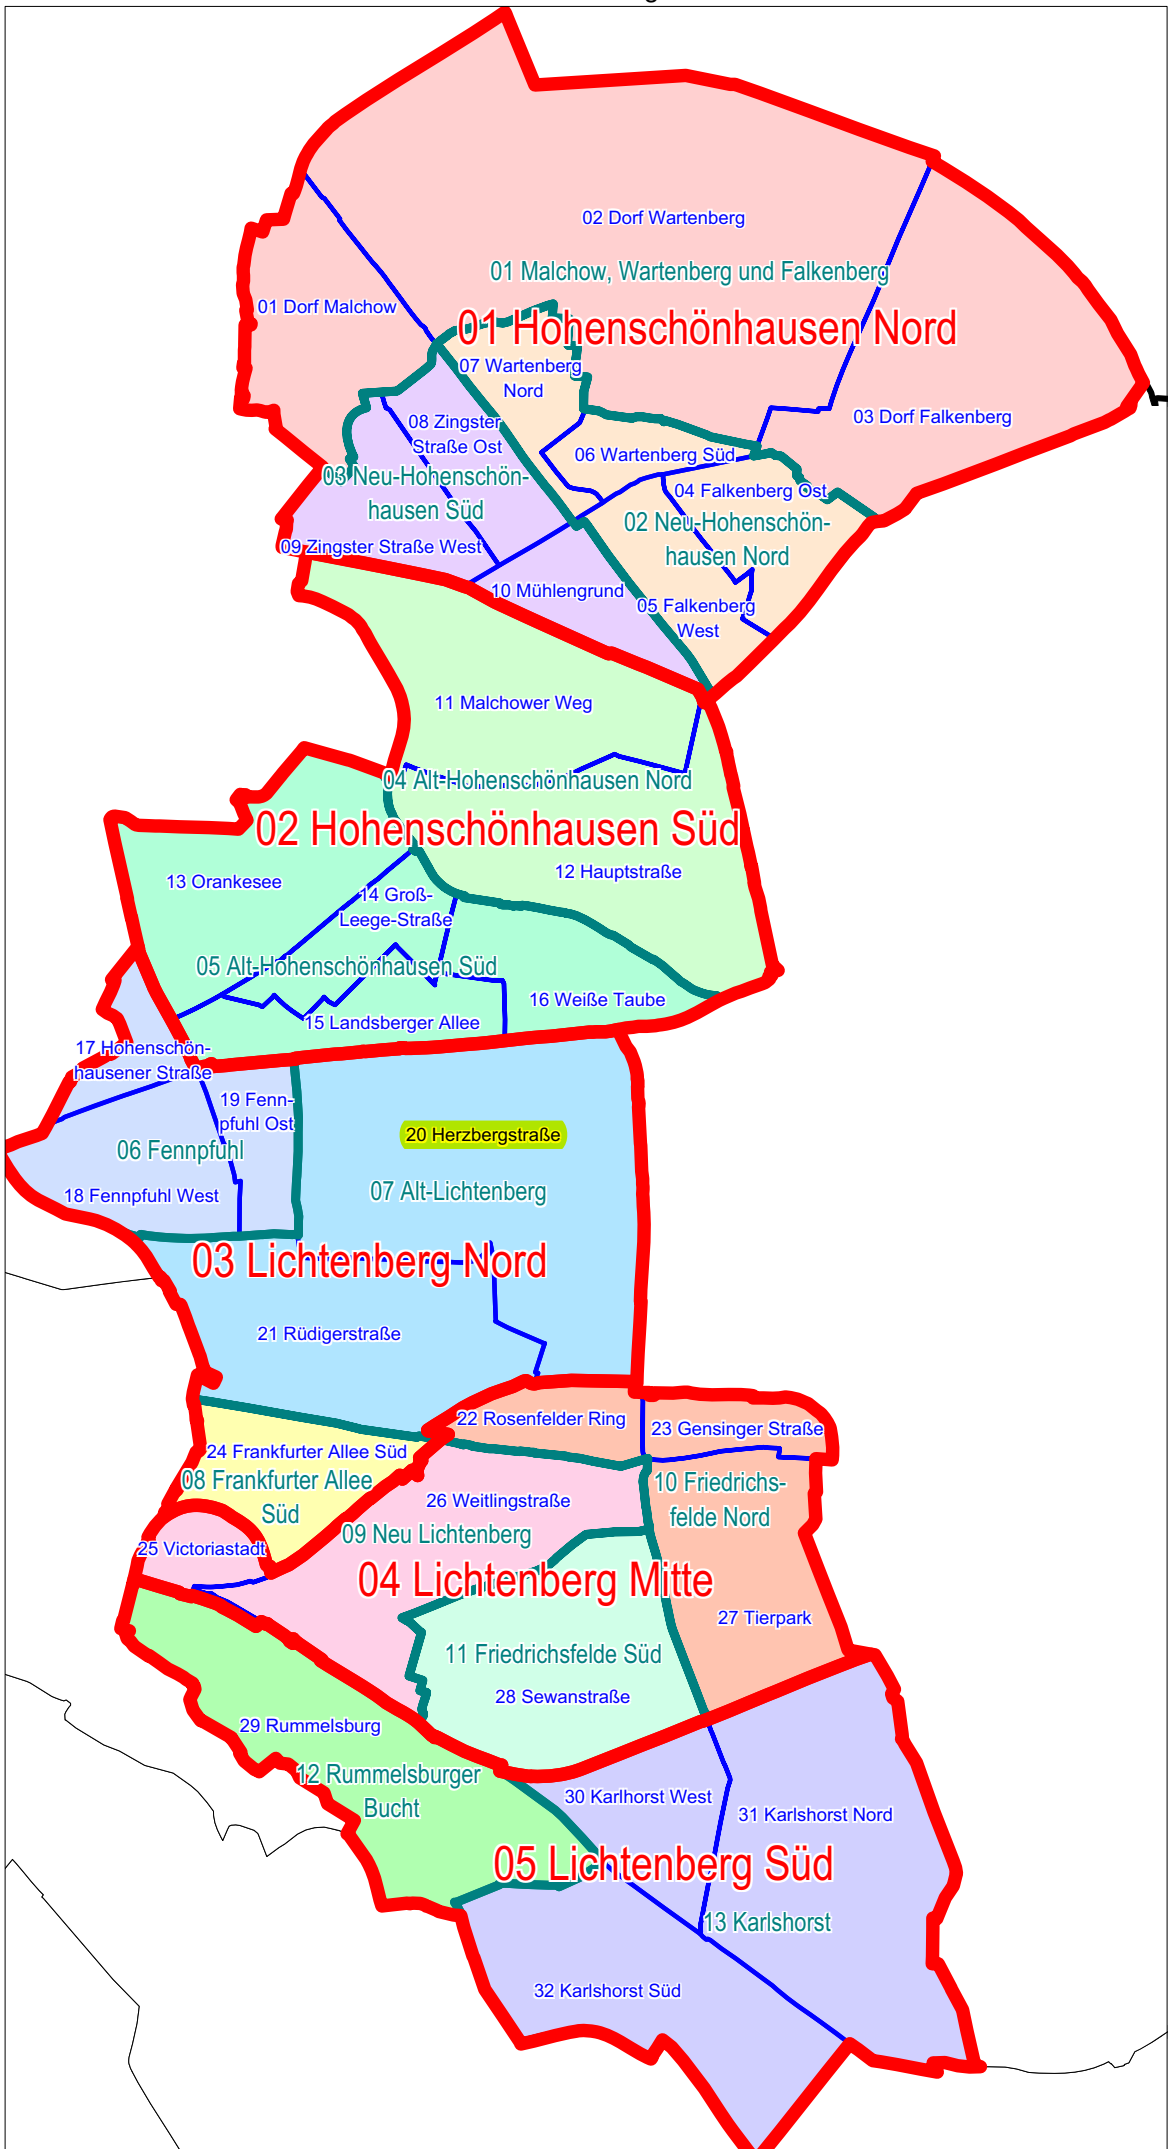 02 Dorf Wartenberg
01 Malchow, Wartenberg und Falkenberg
01 Dorf Malchow
01 Hohenschönhausen Nord
07 Wartenberg
Nord
03 Dorf Falkenberg
08 Zingster
Straße Ost
06 Wartenberg Süd
03 Neu-Hohenschön-
hausen Süd
04 Falkenberg Ost
02 Neu-Hohenschön-
hausen Nord
09 Zingster Straße West
10 Mühlengrund
05 Falkenberg
West
11 Malchower Weg
04 Alt-Hohenschönhausen Nord
02 Hohenschönhausen Süd
12 Hauptstraße
13 Orankesee
14 Groß-
Leege-Straße
05 Alt-Hohenschönhausen Süd
16 Weiße Taube
15 Landsberger Allee
17 Hohenschön-
hausener Straße
19 Fenn-
pfuhl Ost
20 Herzbergstraße
06 Fennpfuhl
18 Fennpfuhl West
07 Alt-Lichtenberg
03 Lichtenberg Nord
21 Rüdigerstraße
22 Rosenfelder Ring
23 Gensinger Straße
24 Frankfurter Allee Süd
08 Frankfurter Allee
Süd
10 Friedrichs-
felde Nord
26 Weitlingstraße
09 Neu Lichtenberg
25 Victoriastadt
04 Lichtenberg Mitte
27 Tierpark
11 Friedrichsfelde Süd
28 Sewanstraße
29 Rummelsburg
12 Rummelsburger
Bucht
30 Karlhorst West
31 Karlshorst Nord
05 Lichtenberg Süd
13 Karlshorst
32 Karlshorst Süd